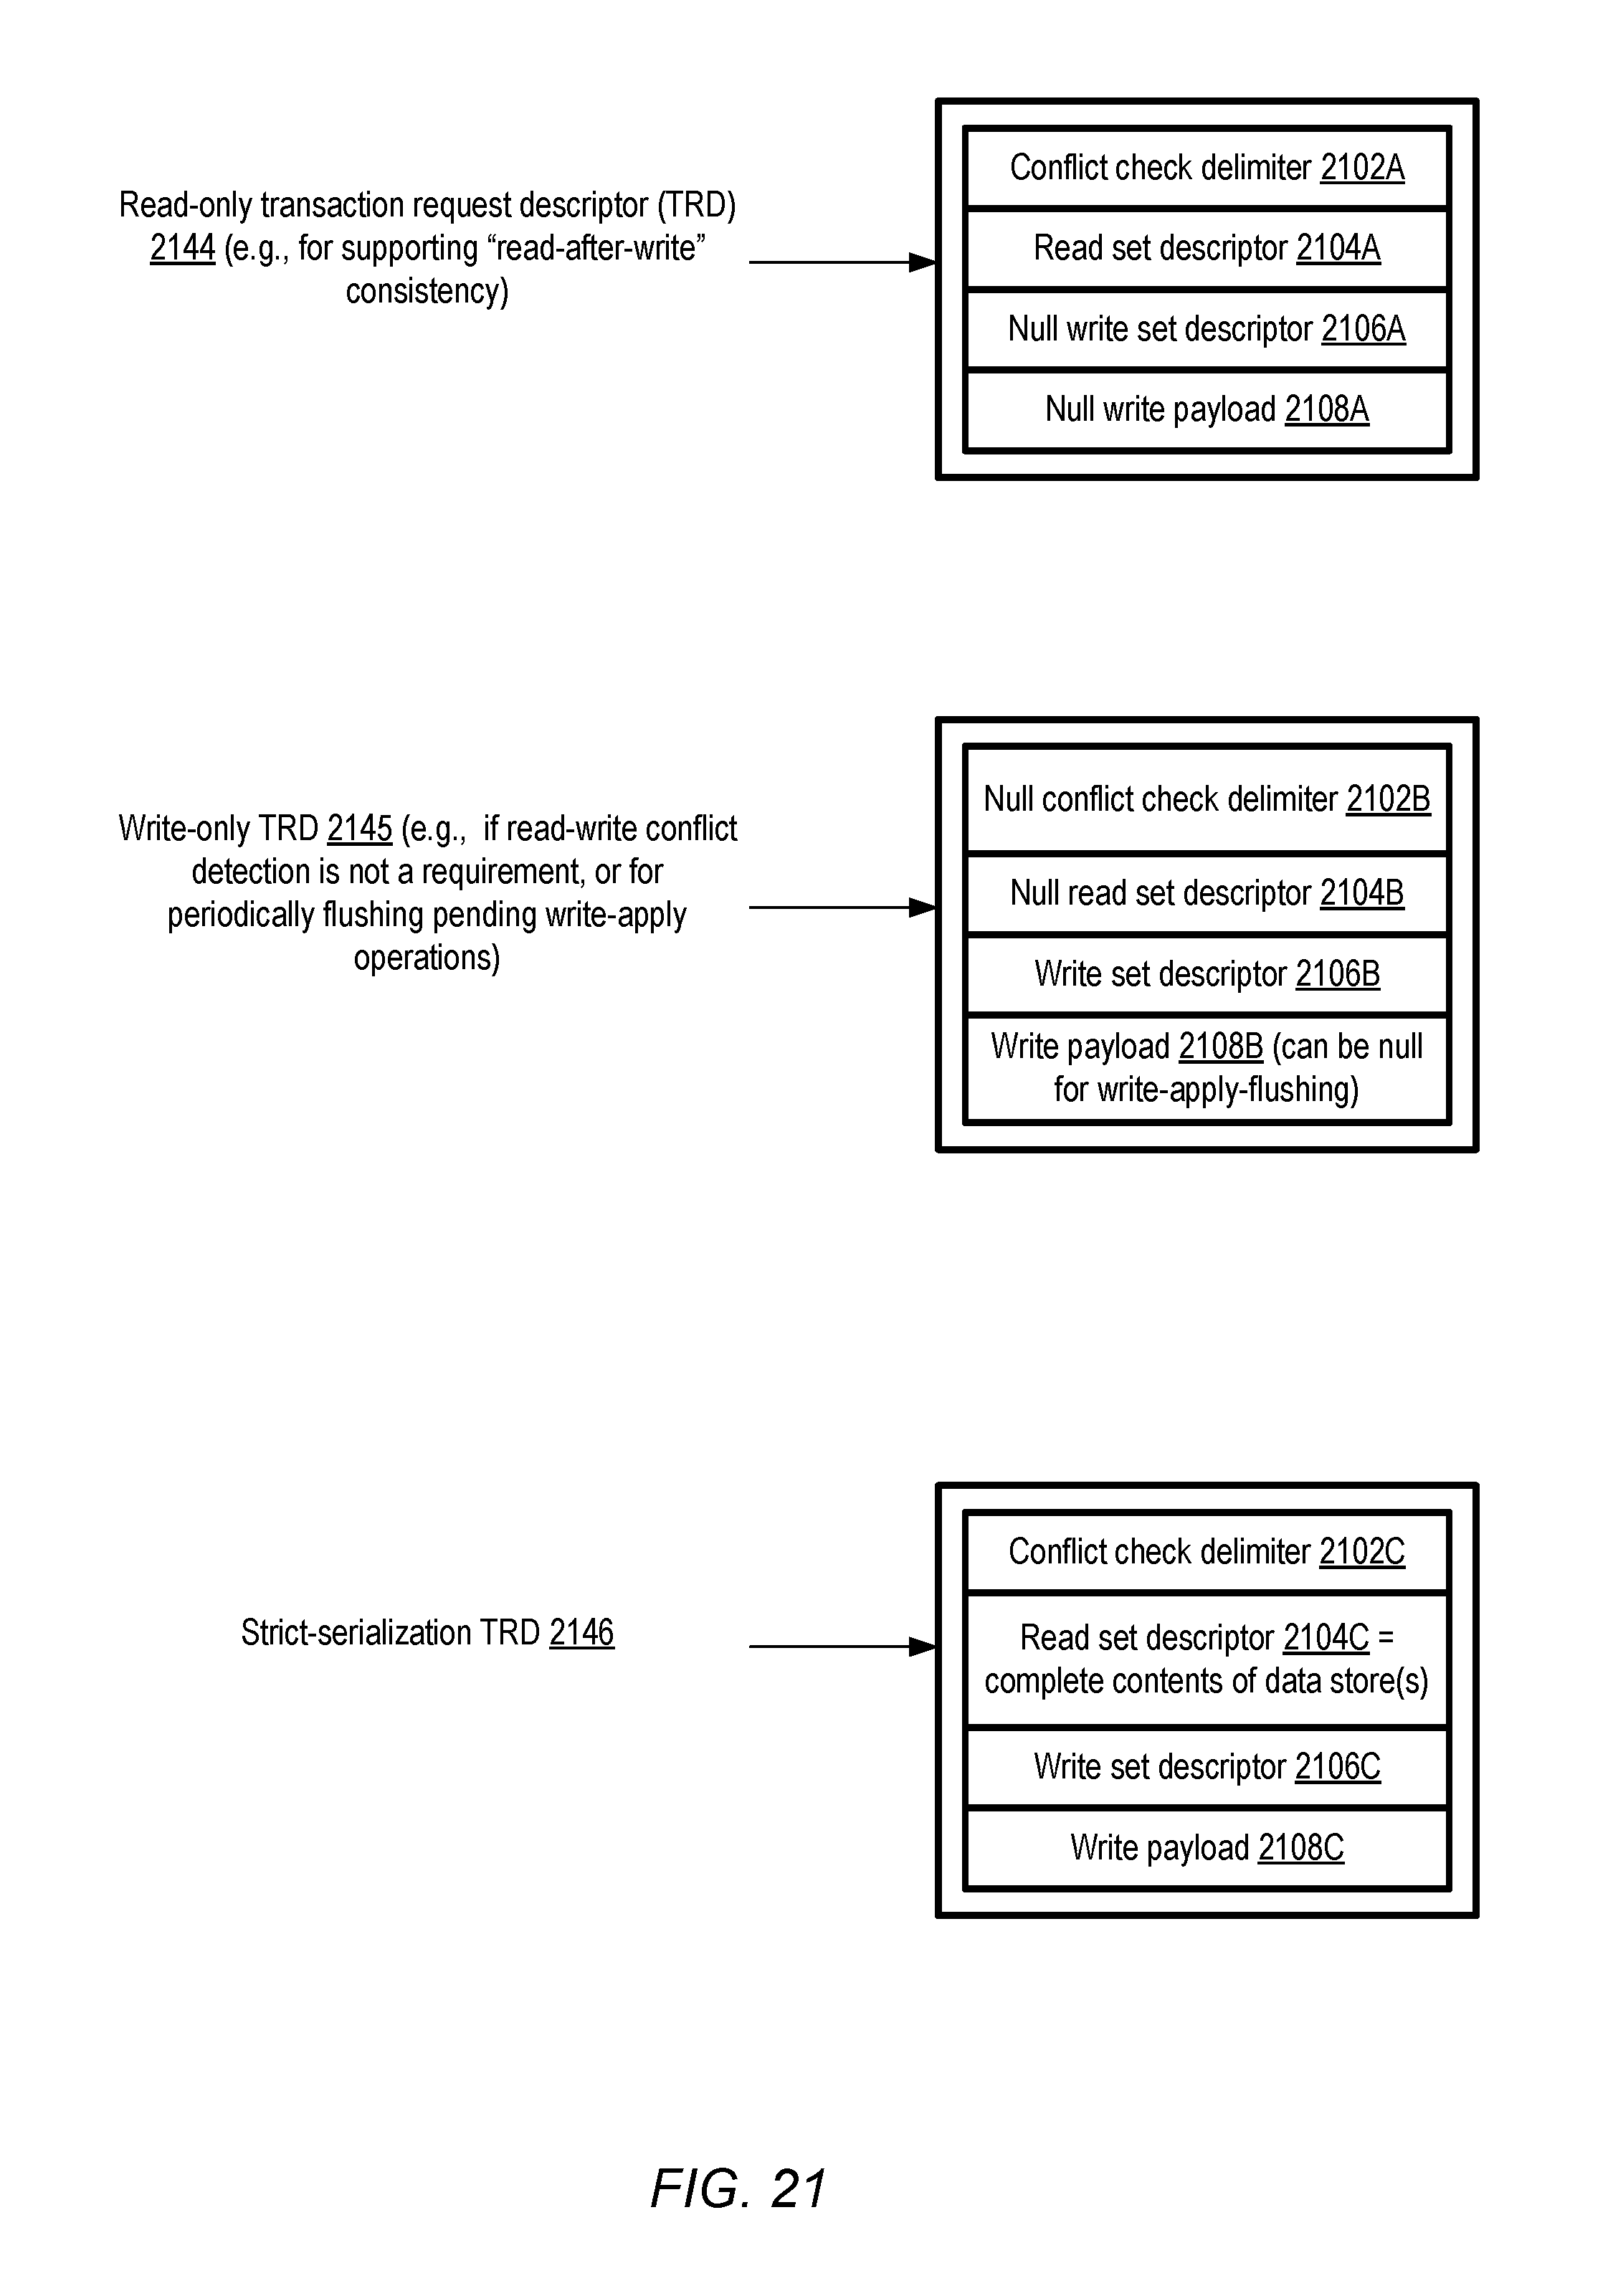 Read-only transaction request descriptor (TRD)
2144 (e.g., for supporting “read-after-write”
consistency)
Conflict check delimiter 2102A
Read set descriptor 2104A
Null write set descriptor 2106A
Null write payload 2108A
Write-only TRD 2145 (e.g.,  if read-write conflict
detection is not a requirement, or for
periodically flushing pending write-apply
operations)
Null conflict check delimiter 2102B
Null read set descriptor 2104B
Write set descriptor 2106B
Write payload 2108B (can be null
for write-apply-flushing)
Strict-serialization TRD 2146
Conflict check delimiter 2102C
Read set descriptor 2104C =
complete contents of data store(s)
Write set descriptor 2106C
Write payload 2108C
FIG. 21